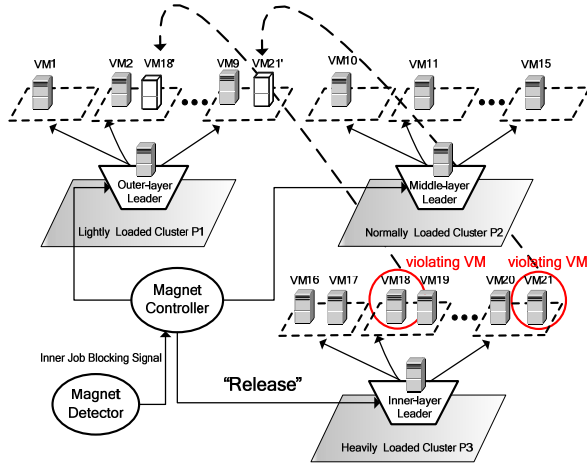 VM1
VM2
VM18'
VM9
VM21'
VM10
VM11
VM15
Outer-layer
Leader
Middle-layer
Leader
Lightly Loaded Cluster P1
Normally Loaded Cluster P2
violating VM
violating VM
VM16
VM17
VM18
VM19
VM20
VM21
Magnet
Controller
Inner Job Blocking Signal
"Release"
Magnet
Detector
Inner-layer
Leader
Heavily Loaded Cluster P3